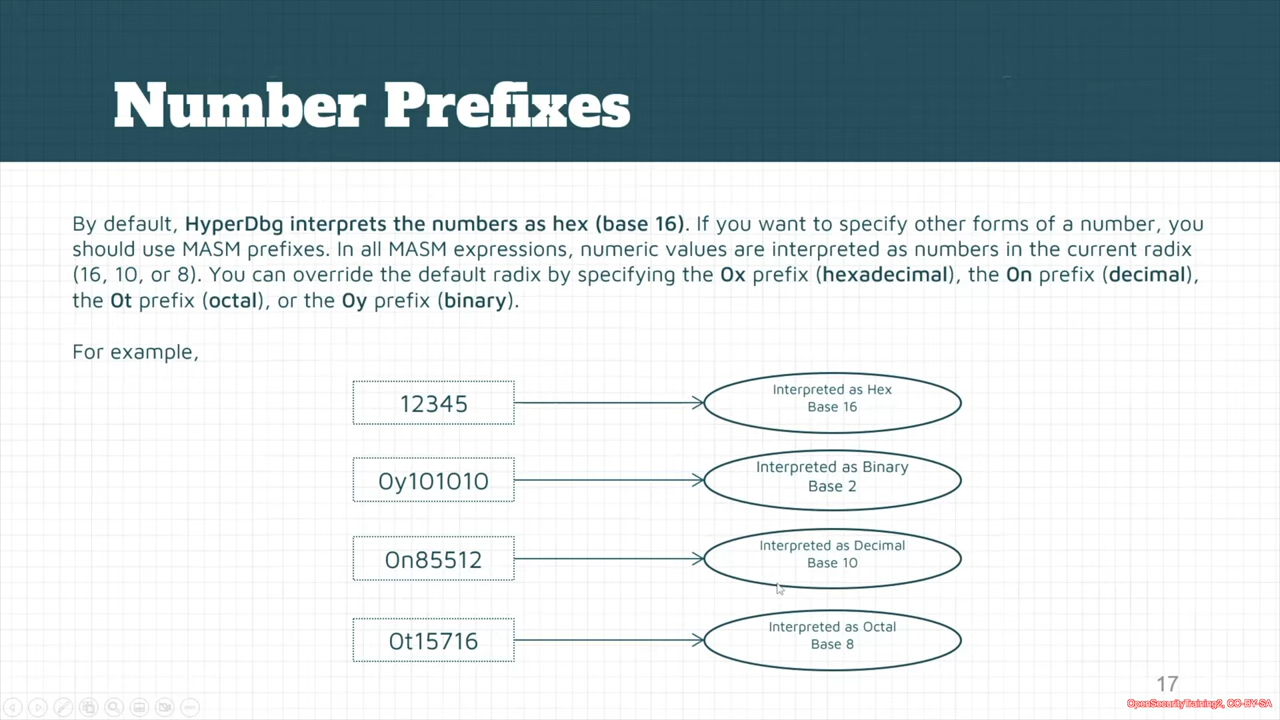 Number Prefixes
By default, HyperDbg interprets the numbers as hex (base 16). If you want to specify other forms of a number, you
should use MASM prefixes. In all MASM expressions, numeric values are interpreted as numbers in the current radix
(16, 10, or 8). You can override the default radix by specifying the 0x prefix (hexadecimal), the 0n prefix (decimal),
the 0t prefix (octal), or the 0y prefix (binary).
For example,
12345
Interpreted as Hex
Base 16
0y101010
Interpreted as Binary
Base 2
0n85512
Interpreted as Decimal
Base 10
0t15716
Interpreted as Octal
Base 8
17
OpenSecurityTraining2, CC-BY-SA